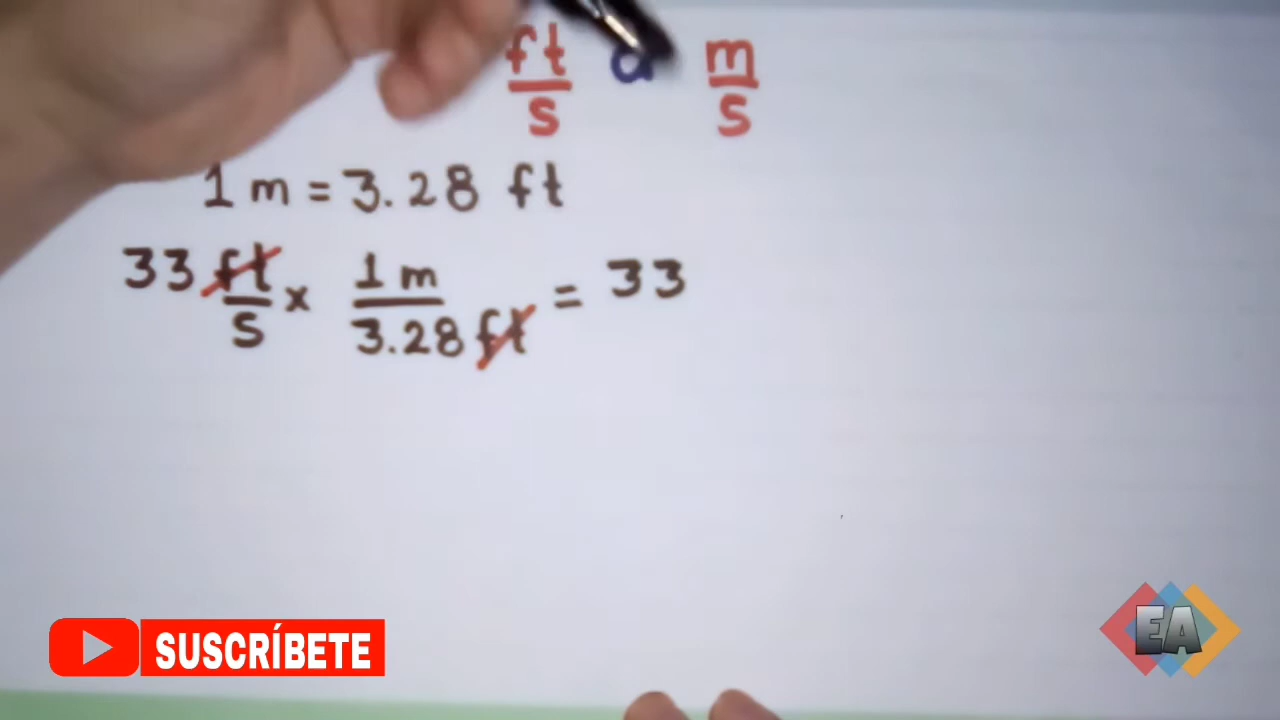 ft/s a m/s
1 m = 3.28 ft
33 ft/s x 1 m/3.28 ft = 33
SUSCRÍBETE
EA